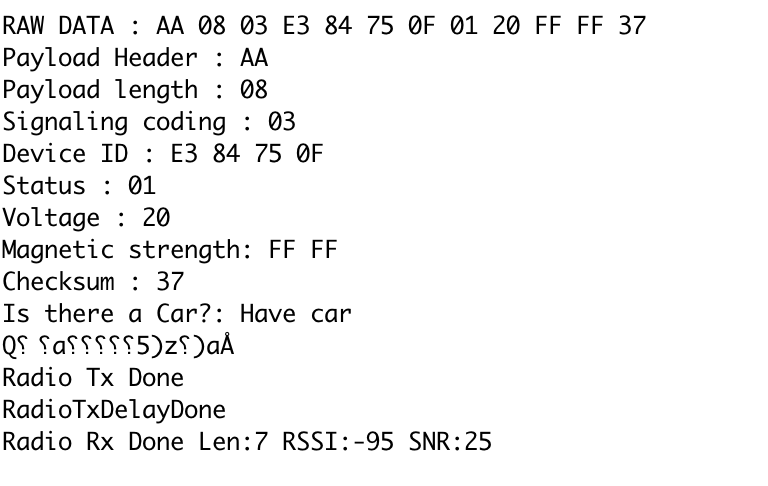 RAW DATA : AA 08 03 E3 84 75 0F 01 20 FF FF 37
Payload Header : AA
Payload length : 08
Signaling coding : 03
Device ID : E3 84 75 0F
Status : 01
Voltage : 20
Magnetic strength: FF FF
Checksum : 37
Is there a Car?: Have car
Q⸮ ⸮a⸮⸮⸮⸮⸮5)z⸮)aÅ
Radio Tx Done
RadioTxDelayDone
Radio Rx Done Len:7 RSSI:-95 SNR:25